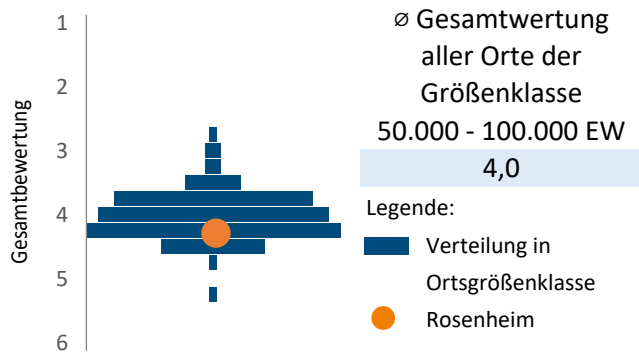 Gesamtbewertung
1
2
3
4
5
6
⌀ Gesamtwertung
aller Orte der
Größenklasse
50.000 - 100.000 EW
4,0
Legende:
Verteilung in
Ortsgrößenklasse
Rosenheim